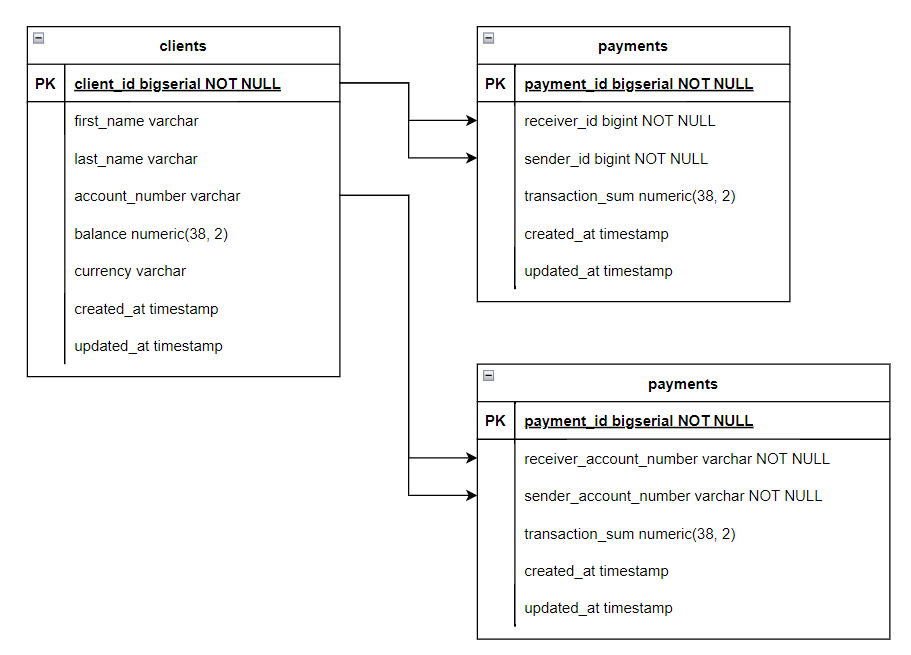 clients
PK client_id bigserial NOT NULL
first_name varchar
last_name varchar
account_number varchar
balance numeric(38, 2)
currency varchar
created_at timestamp
updated_at timestamp
payments
PK payment_id bigserial NOT NULL
receiver_id bigint NOT NULL
sender_id bigint NOT NULL
transaction_sum numeric(38, 2)
created_at timestamp
updated_at timestamp
payments
PK payment_id bigserial NOT NULL
receiver_account_number varchar NOT NULL
sender_account_number varchar NOT NULL
transaction_sum numeric(38, 2)
created_at timestamp
updated_at timestamp